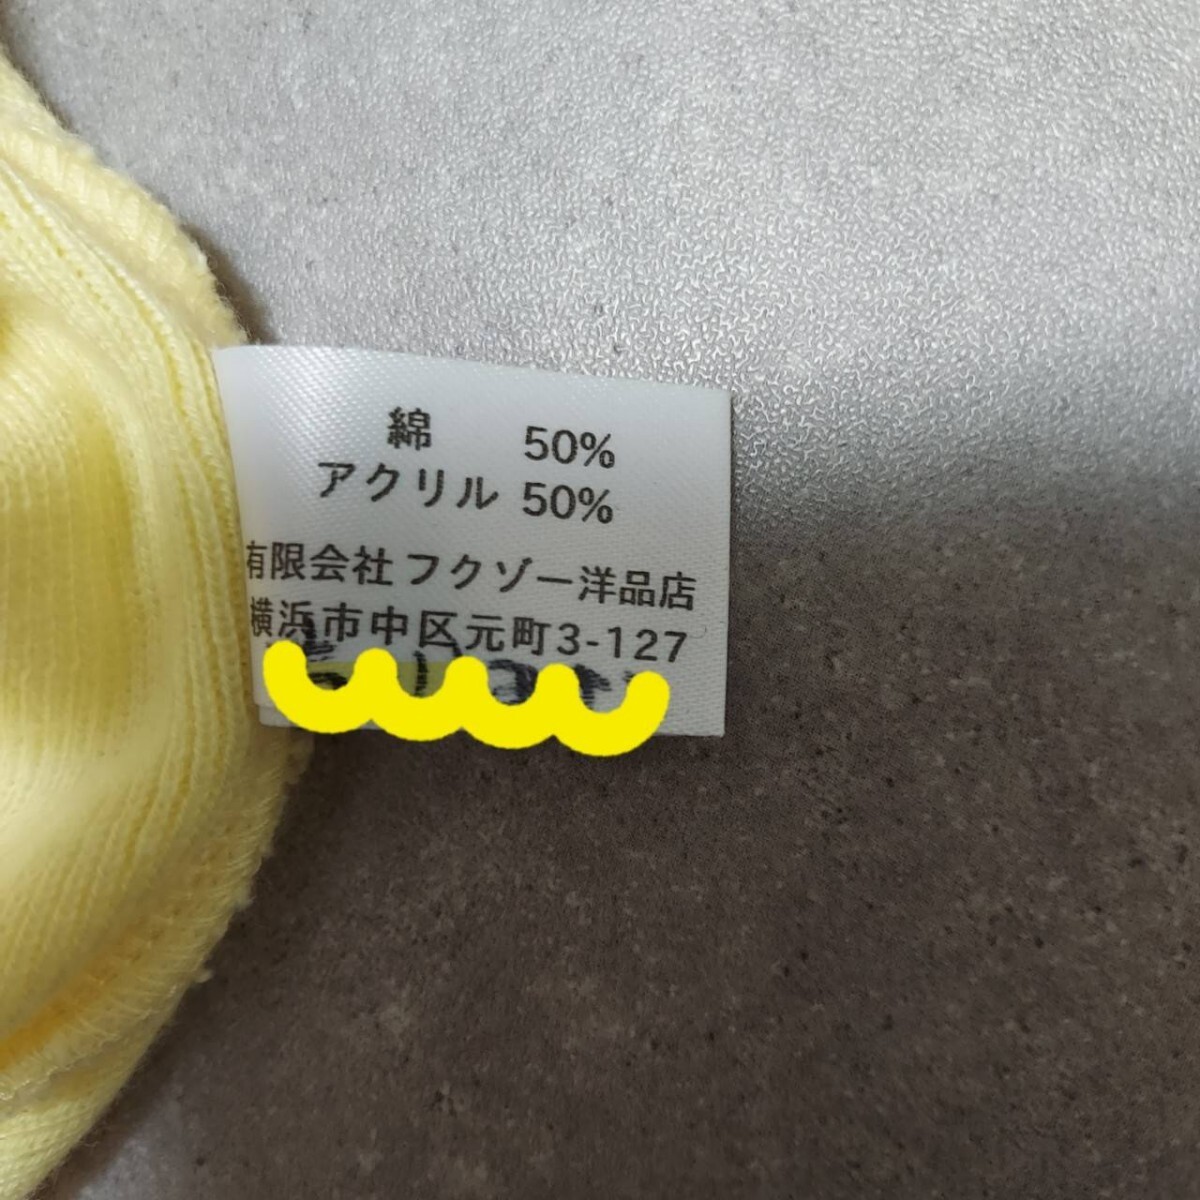 綿 50%
アクリル 50%
有限会社フクゾー洋品店
横浜市中区元町3-127